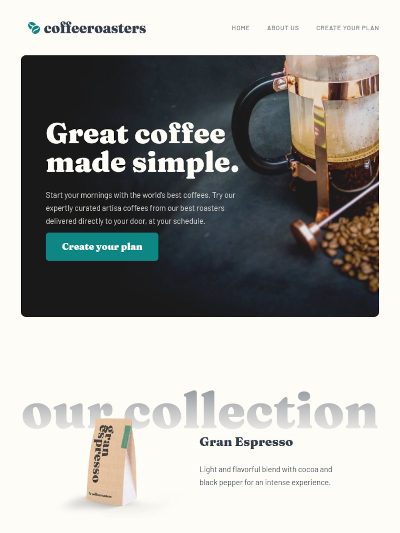 coffeeroasters
HOME ABOUT US CREATE YOUR PLAN
Great coffee
made simple.
Start your mornings with the world's best coffees. Try our
expertly curated artisa coffees from our best roasters
delivered directly to your door, at your schedule.
Create your plan
our collection
gran
espresso
Gran Espresso
Light and flavorful blend with cocoa and
black pepper for an intense experience.